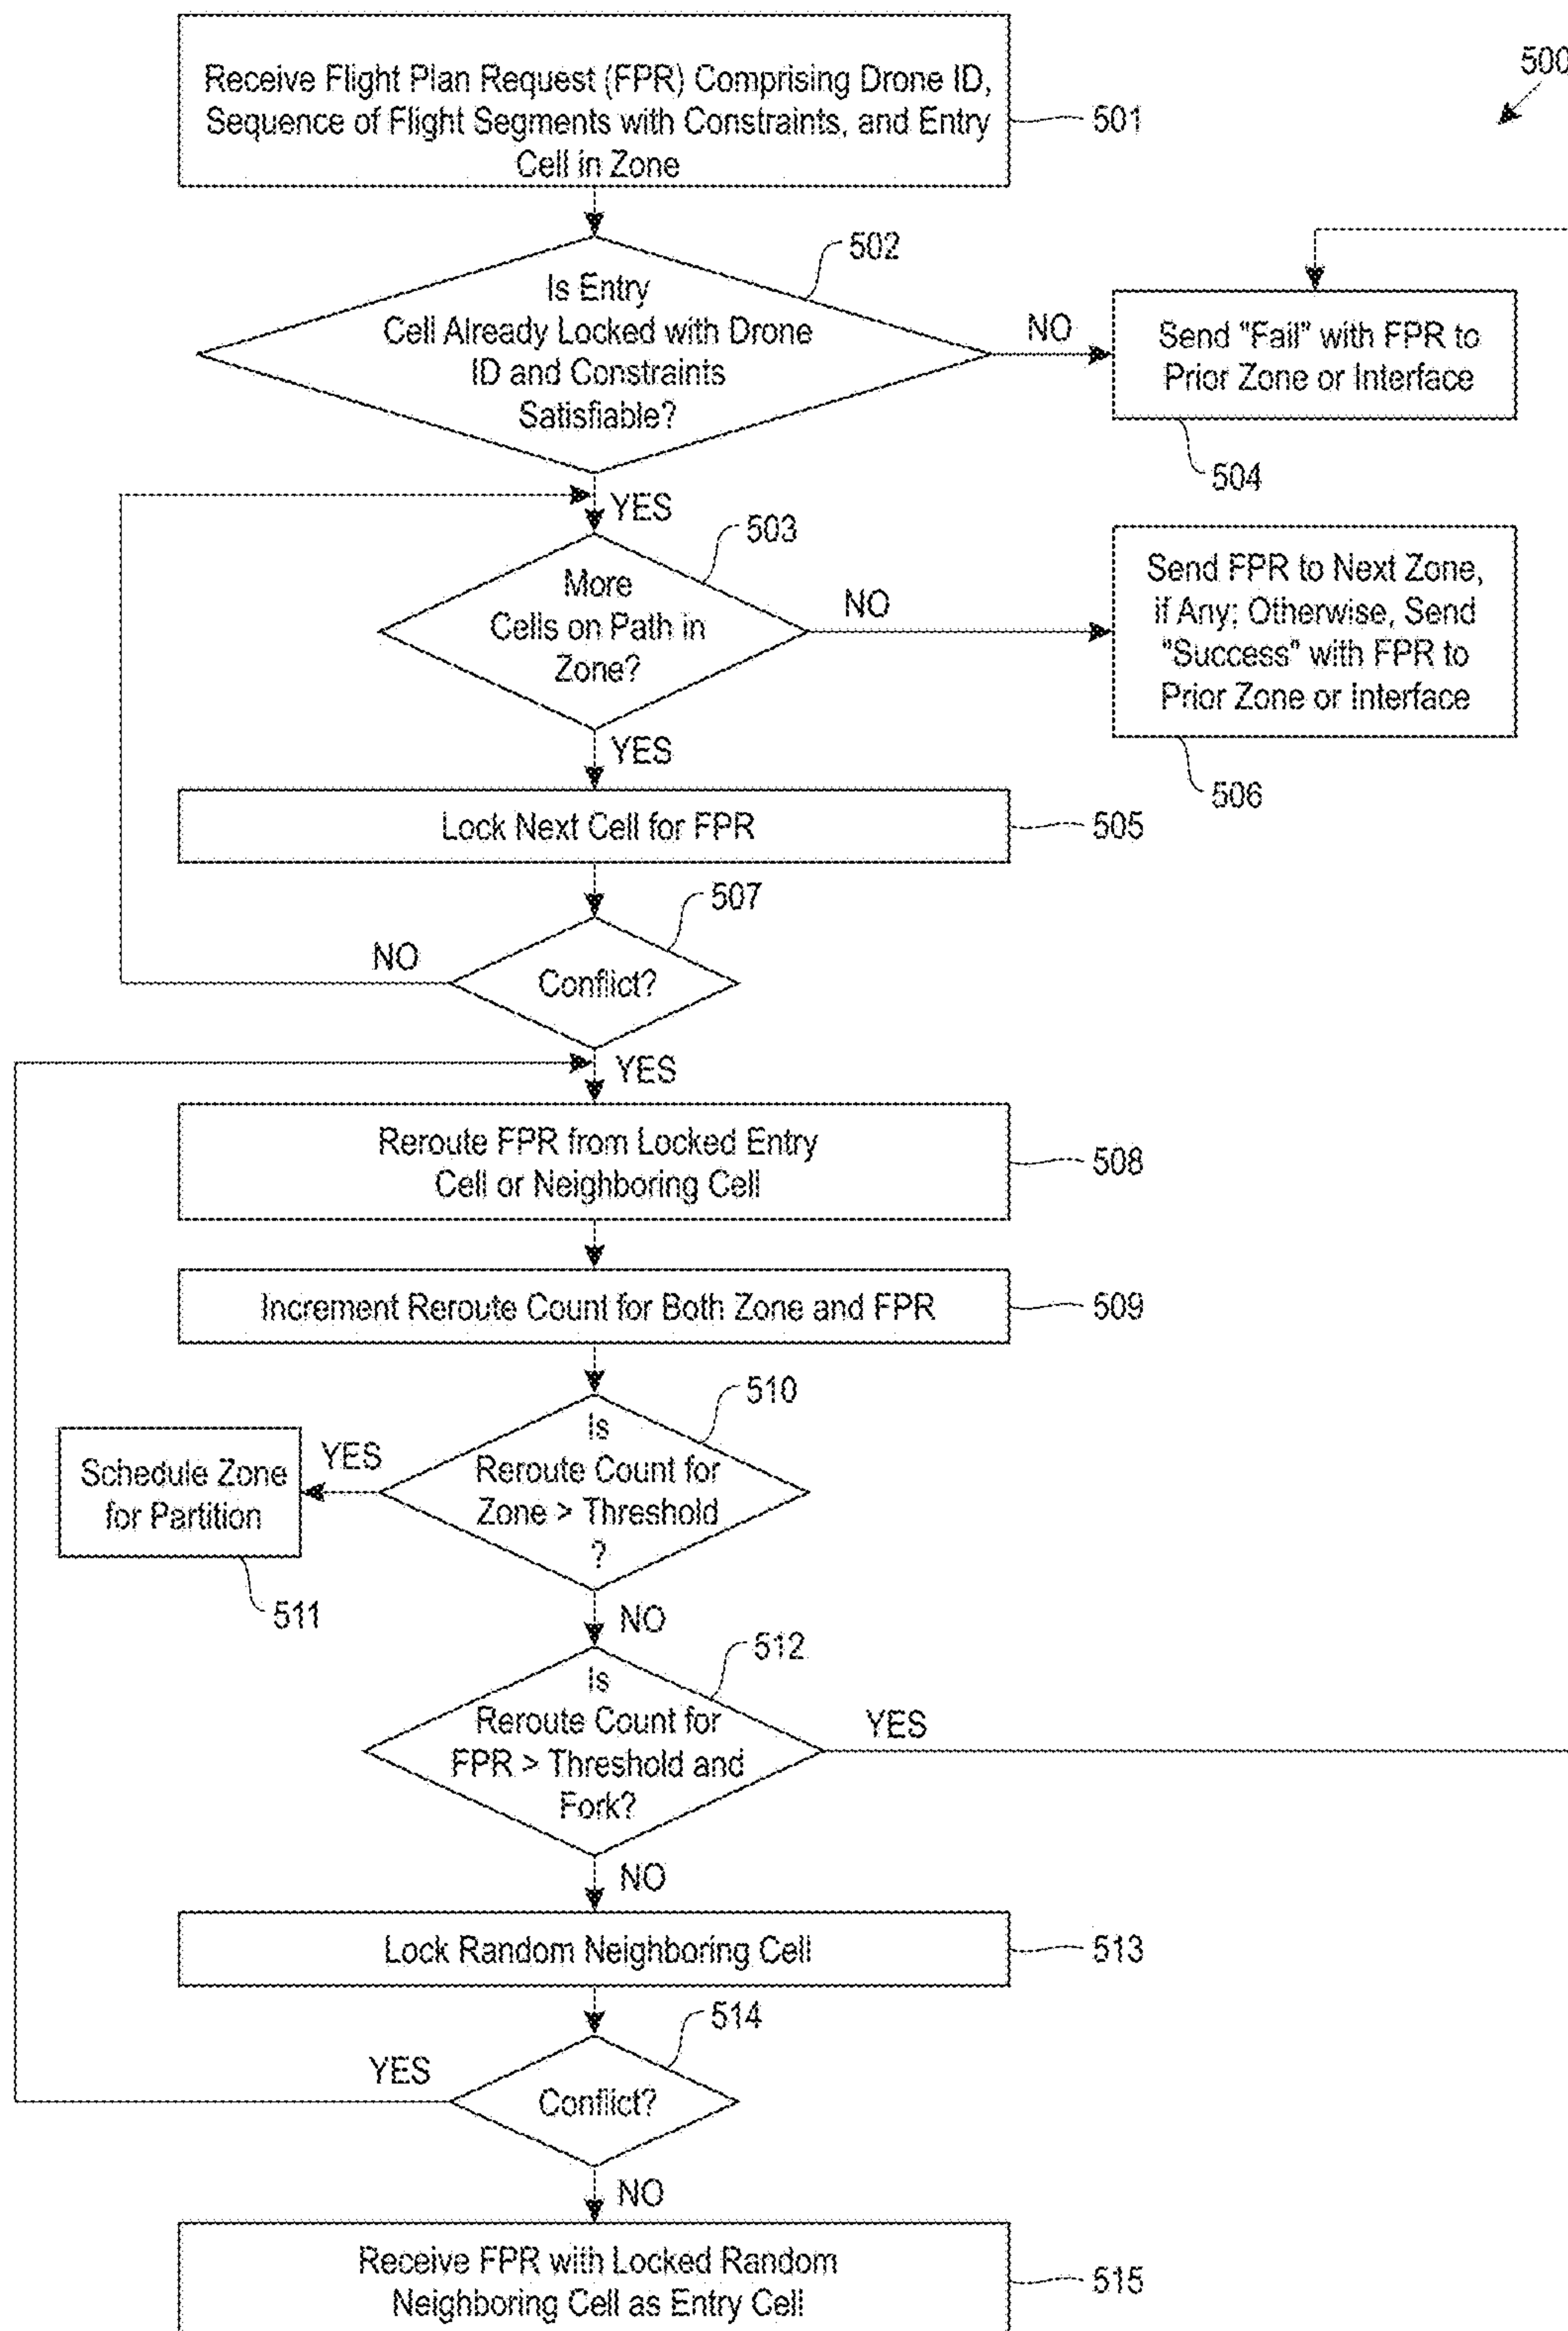 500
Receive Flight Plan Request (FPR) Comprising Drone ID,
Sequence of Flight Segments with Constraints, and Entry
Cell in Zone
501
502
Is Entry
Cell Already Locked with Drone
ID and Constraints
Satisfiable?
NO
Send "Fail" with FPR to
Prior Zone or Interface
504
YES
503
More
Cells on Path in
Zone?
NO
Send FPR to Next Zone,
if Any; Otherwise, Send
"Success" with FPR to
Prior Zone or Interface
506
YES
Lock Next Cell for FPR
505
507
NO
Conflict?
YES
Reroute FPR from Locked Entry
Cell or Neighboring Cell
508
Increment Reroute Count for Both Zone and FPR
509
510
Is
Reroute Count for
Zone > Threshold
?
YES
Schedule Zone
for Partition
511
NO
512
Is
Reroute Count for
FPR > Threshold and
Fork?
YES
NO
Lock Random Neighboring Cell
513
514
YES
Conflict?
NO
Receive FPR with Locked Random
Neighboring Cell as Entry Cell
515